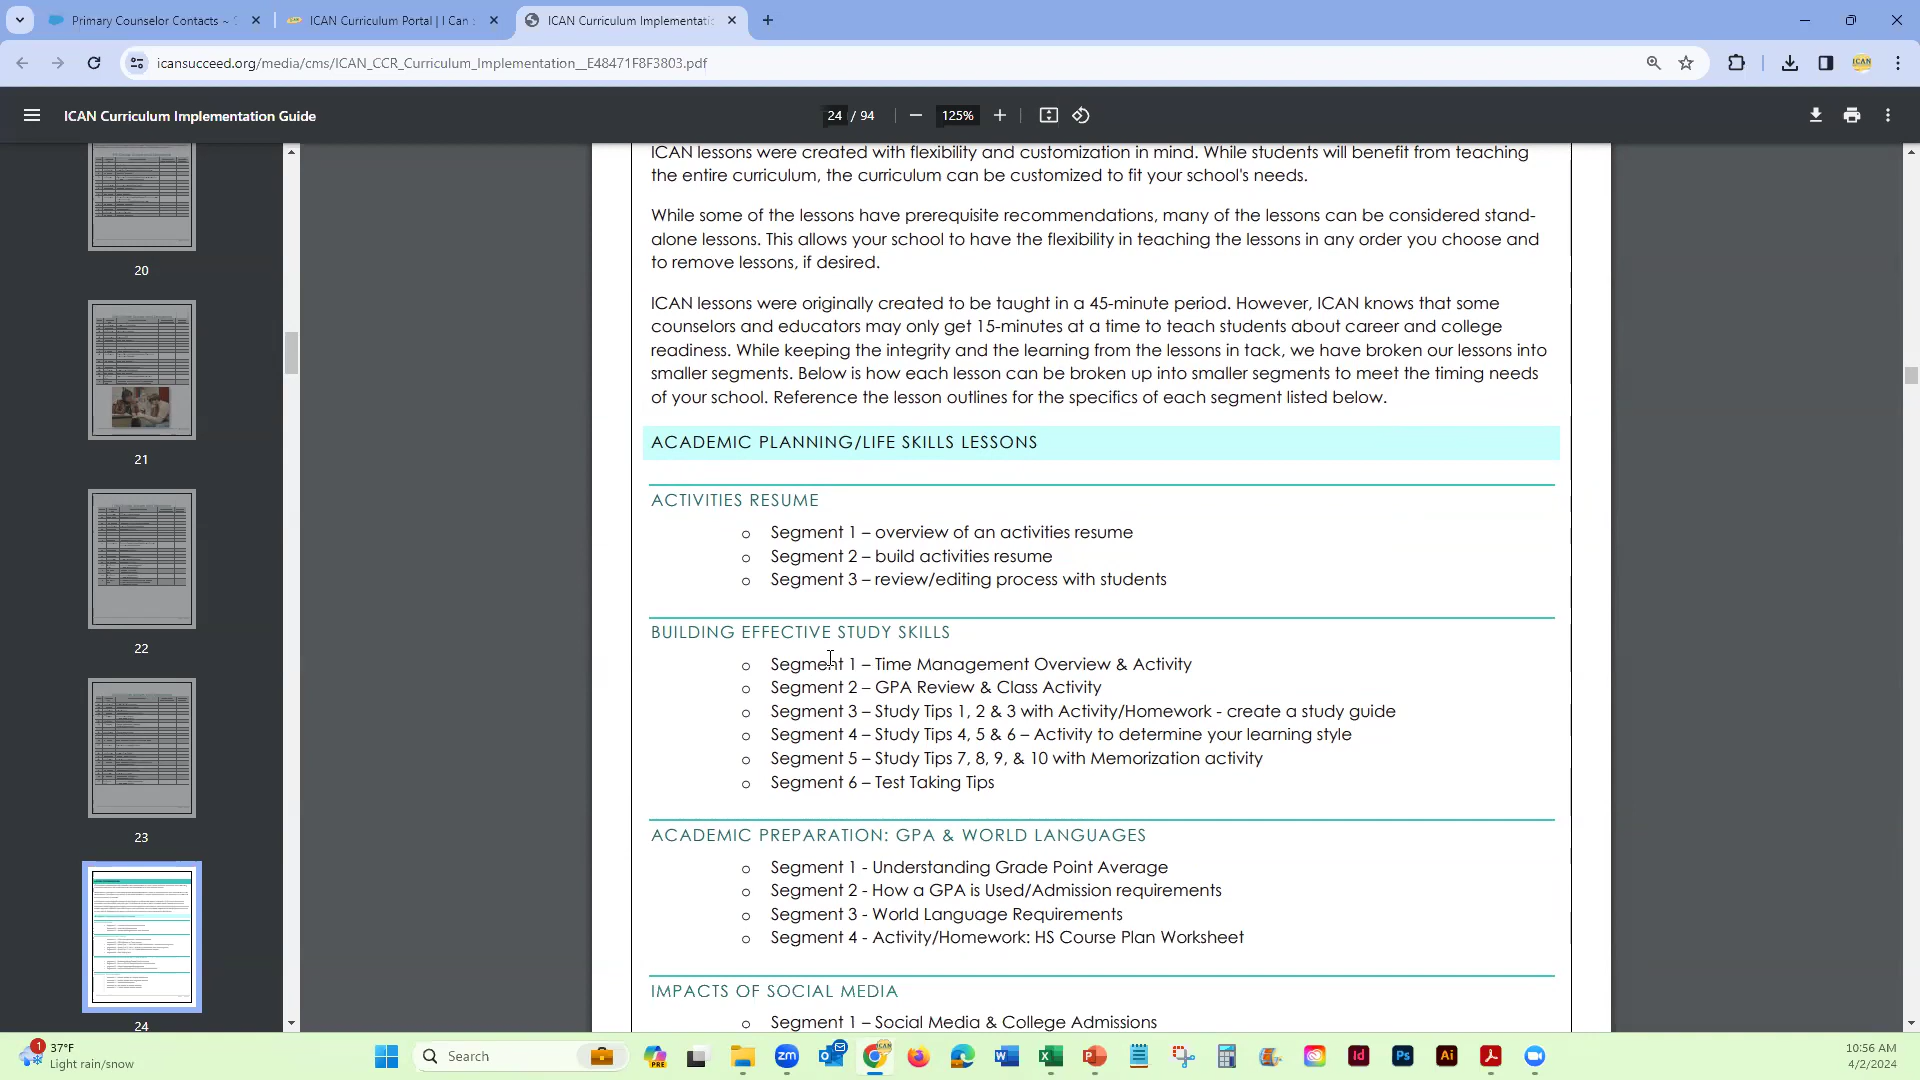 Primary Counselor Contacts ~
ICAN Curriculum Portal | I Can
ICAN Curriculum Implementati
icansucceed.org/media/cms/ICAN_CCR_Curriculum_Implementation__E48471F8F3803.pdf
ICAN Curriculum Implementation Guide
24 / 94
125%
20
21
22
23
24
ICAN lessons were created with flexibility and customization in mind. While students will benefit from teaching
the entire curriculum, the curriculum can be customized to fit your school's needs.
While some of the lessons have prerequisite recommendations, many of the lessons can be considered stand-
alone lessons. This allows your school to have the flexibility in teaching the lessons in any order you choose and
to remove lessons, if desired.
ICAN lessons were originally created to be taught in a 45-minute period. However, ICAN knows that some
counselors and educators may only get 15-minutes at a time to teach students about career and college
readiness. While keeping the integrity and the learning from the lessons in tack, we have broken our lessons into
smaller segments. Below is how each lesson can be broken up into smaller segments to meet the timing needs
of your school. Reference the lesson outlines for the specifics of each segment listed below.
ACADEMIC PLANNING/LIFE SKILLS LESSONS
ACTIVITIES RESUME
o Segment 1 – overview of an activities resume
o Segment 2 – build activities resume
o Segment 3 – review/editing process with students
BUILDING EFFECTIVE STUDY SKILLS
o Segment 1 – Time Management Overview & Activity
o Segment 2 – GPA Review & Class Activity
o Segment 3 – Study Tips 1, 2 & 3 with Activity/Homework - create a study guide
o Segment 4 – Study Tips 4, 5 & 6 – Activity to determine your learning style
o Segment 5 – Study Tips 7, 8, 9, & 10 with Memorization activity
o Segment 6 – Test Taking Tips
ACADEMIC PREPARATION: GPA & WORLD LANGUAGES
o Segment 1 - Understanding Grade Point Average
o Segment 2 - How a GPA is Used/Admission requirements
o Segment 3 - World Language Requirements
o Segment 4 - Activity/Homework: HS Course Plan Worksheet
IMPACTS OF SOCIAL MEDIA
o Segment 1 – Social Media & College Admissions
1
37°F
Light rain/snow
Search
PRE
zm
Id
Ps
Ai
10:56 AM
4/2/2024